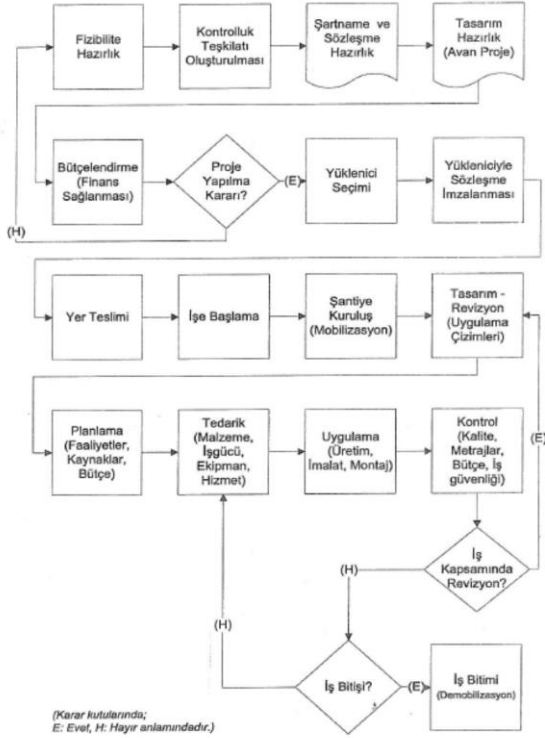 Fizibilite
Hazırlık
Kontrolluk
Teşkilatı
Oluşturulması
Şartname ve
Sözleşme
Hazırlık
Tasarım
Hazırlık
(Avan Proje)
Bütçelendirme
(Finans
Sağlanması)
Proje
Yapılma
Kararı?
(E)
Yüklenici
Seçimi
Yükleniciyle
Sözleşme
İmzalanması
(H)
Yer Teslimi
İşe Başlama
Şantiye
Kuruluş
(Mobilizasyon)
Tasarım -
Revizyon
(Uygulama
Çizimleri)
Planlama
(Faaliyetler,
Kaynaklar,
Bütçe)
Tedarik
(Malzeme,
İşgücü,
Ekipman,
Hizmet)
Uygulama
(Üretim,
İmalat, Montaj)
Kontrol
(Kalite,
Metrajlar,
Bütçe, İş
güvenliği)
(E)
İş
Kapsamında
Revizyon?
(H)
(H)
İş Bitişi?
(E)
İş Bitimi
(Demobilizasyon)
(Karar kutularında;
E: Evet, H: Hayır anlamındadır.)